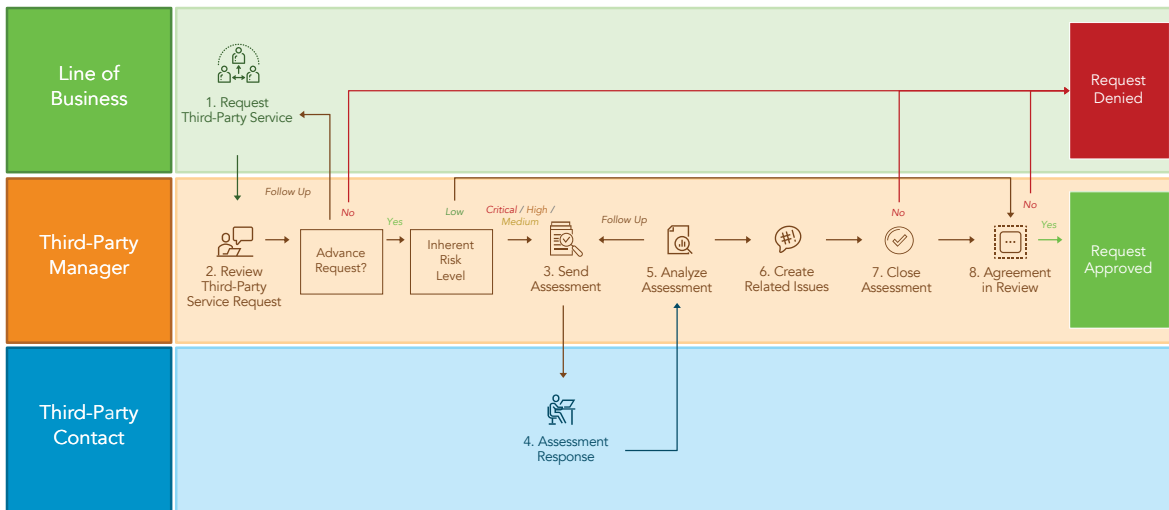 Line of
Business
1. Request
Third-Party Service
Request
Denied
Third-Party
Manager
Follow Up
No
Yes
Low
Critical / High /
Medium
Follow Up
No
No
Yes
2. Review
Third-Party
Service Request
Advance
Request?
Inherent
Risk
Level
3. Send
Assessment
5. Analyze
Assessment
#!
6. Create
Related Issues
7. Close
Assessment
8. Agreement
in Review
Request
Approved
Third-Party
Contact
4. Assessment
Response